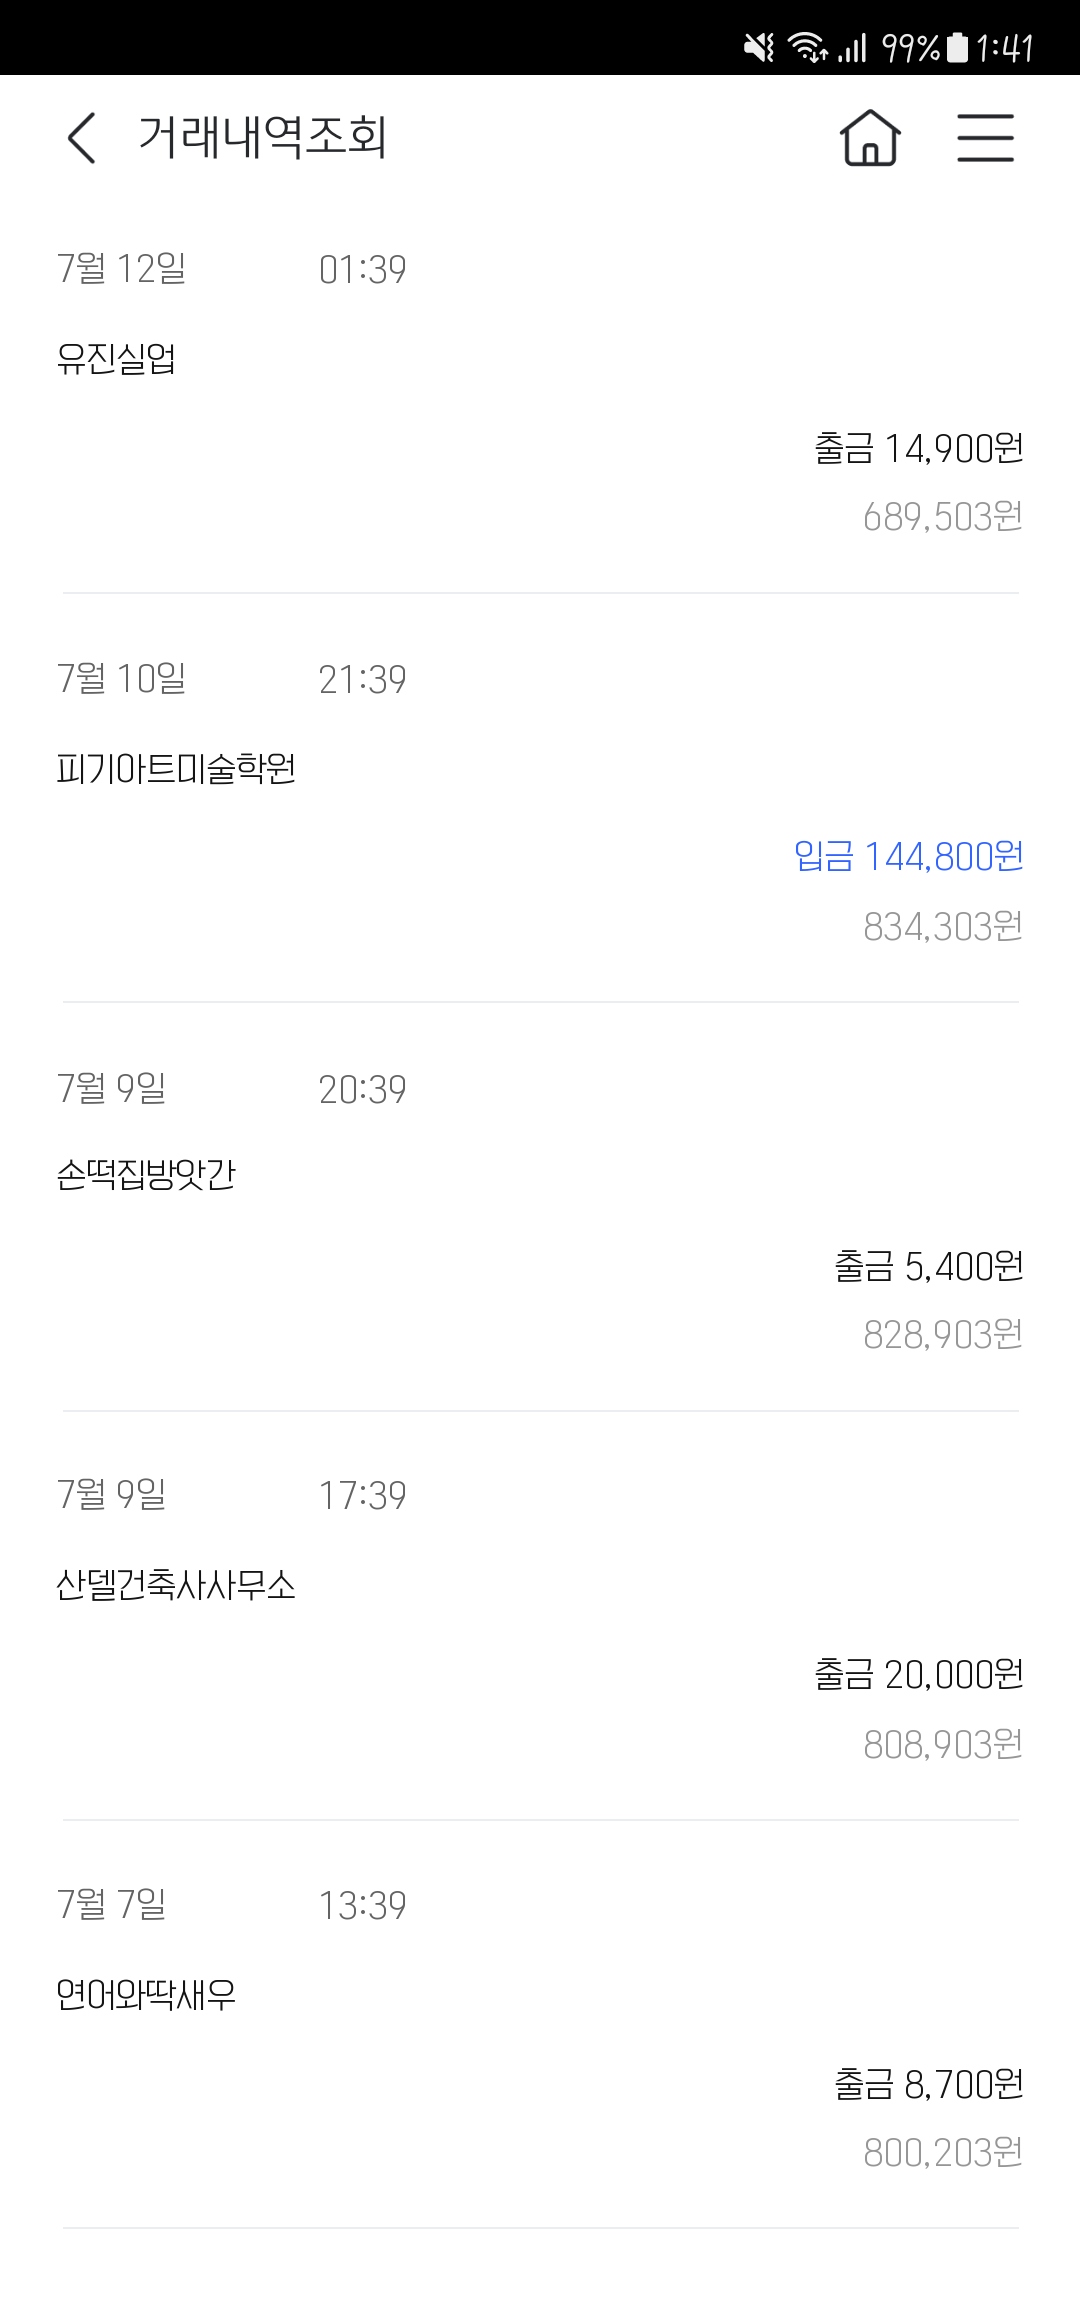 99% 1:41
거래내역조회
7월 12일 01:39
유진실업
출금 14,900원
689,503원
7월 10일 21:39
피기아트미술학원
입금 144,800원
834,303원
7월 9일 20:39
손떡집방앗간
출금 5,400원
828,903원
7월 9일 17:39
산델건축사사무소
출금 20,000원
808,903원
7월 7일 13:39
연어와딱새우
출금 8,700원
800,203원